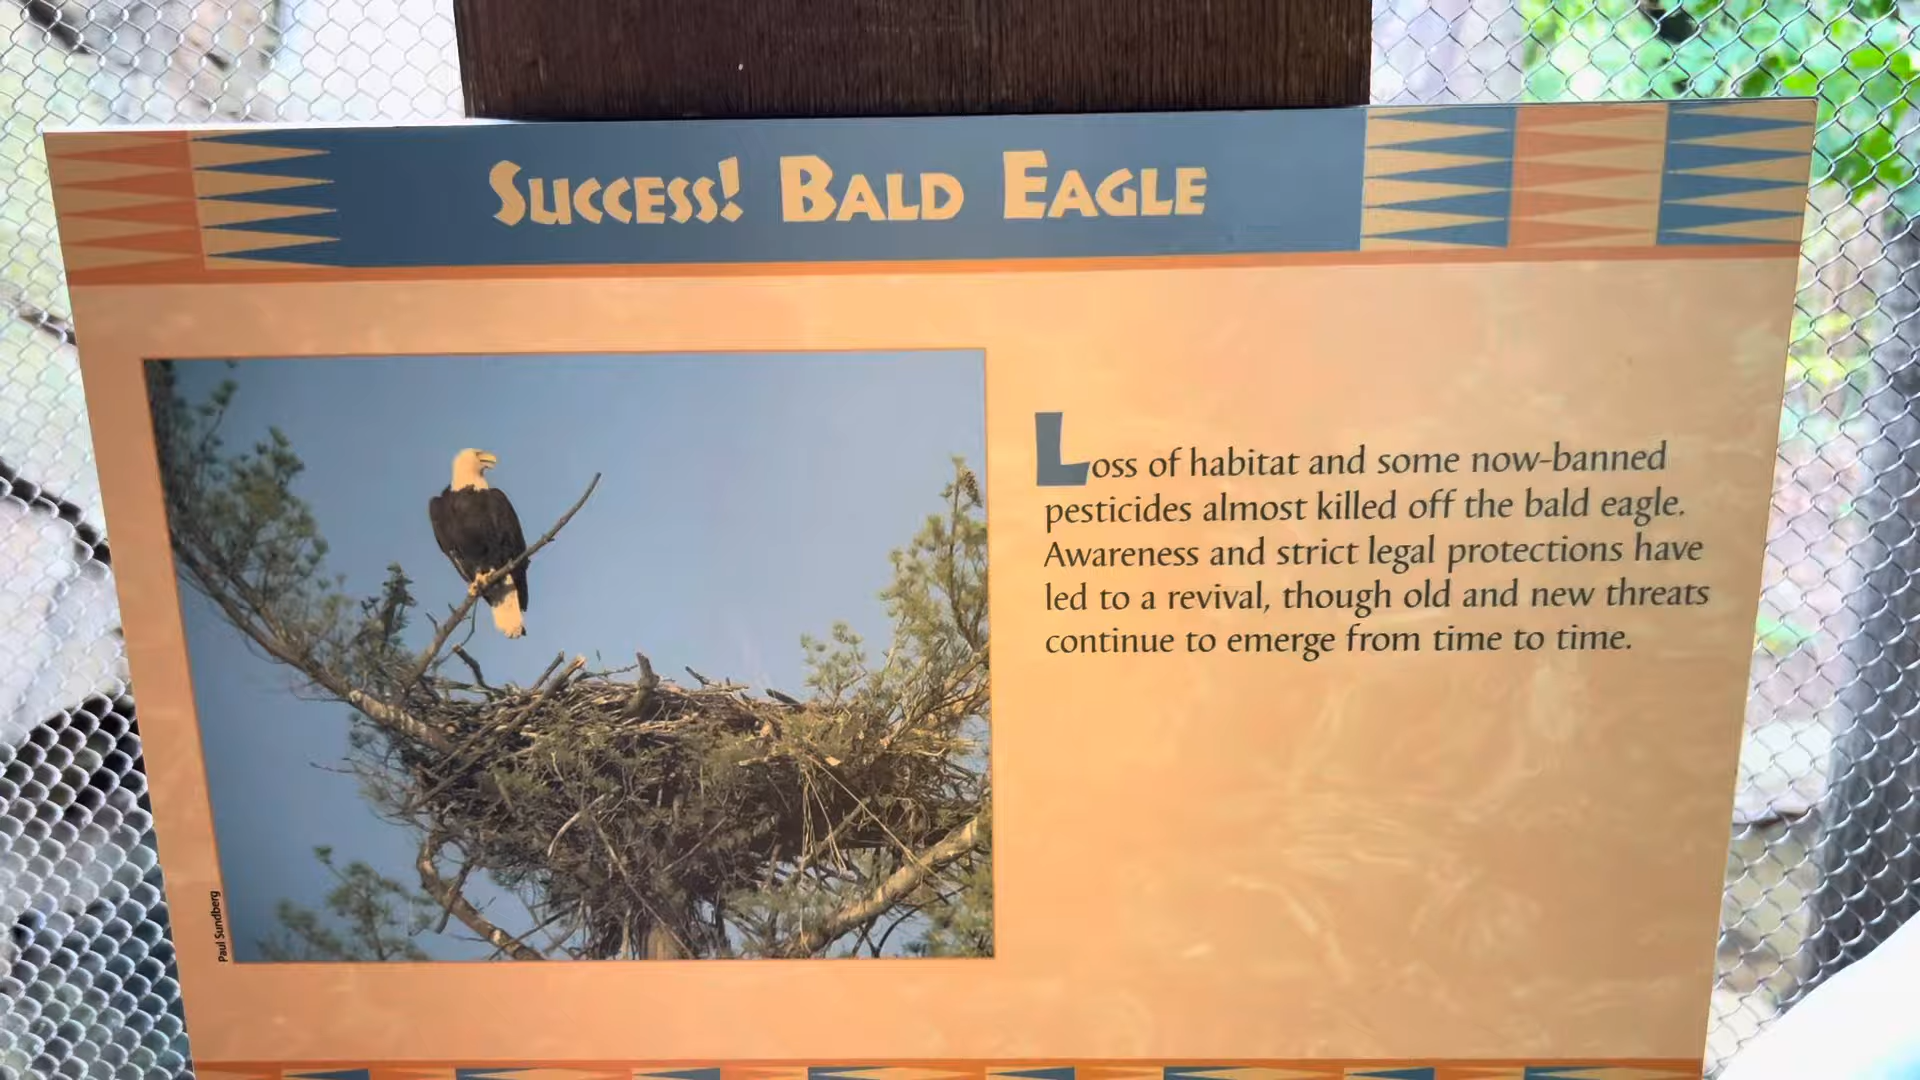 SUCCESS! BALD EAGLE
Loss of habitat and some now-banned
pesticides almost killed off the bald eagle.
Awareness and strict legal protections have
led to a revival, though old and new threats
continue to emerge from time to time.
Paul Sundberg